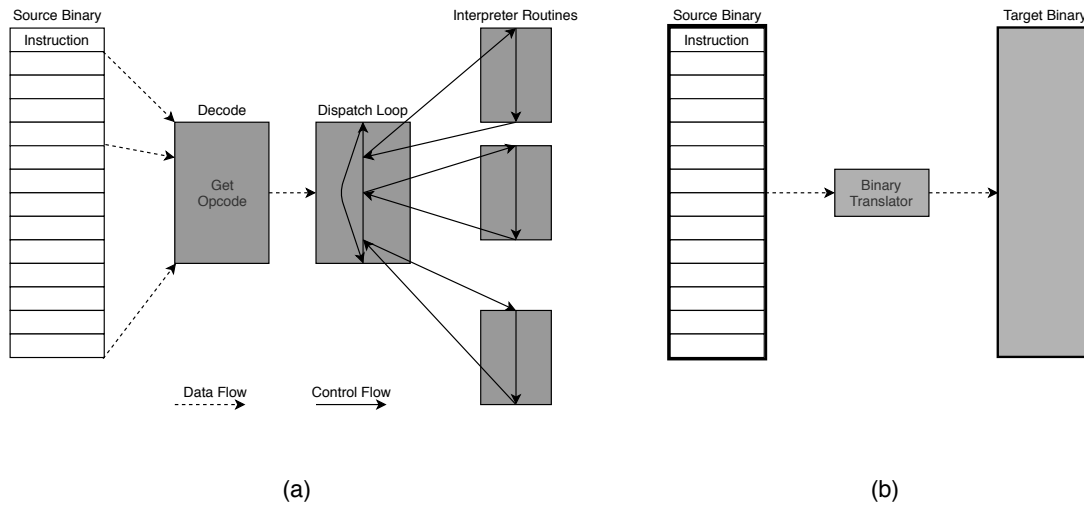 Source Binary
Instruction
Decode
Get
Opcode
Dispatch Loop
Interpreter Routines
Data Flow
Control Flow
(a)
Source Binary
Instruction
Binary
Translator
Target Binary
(b)